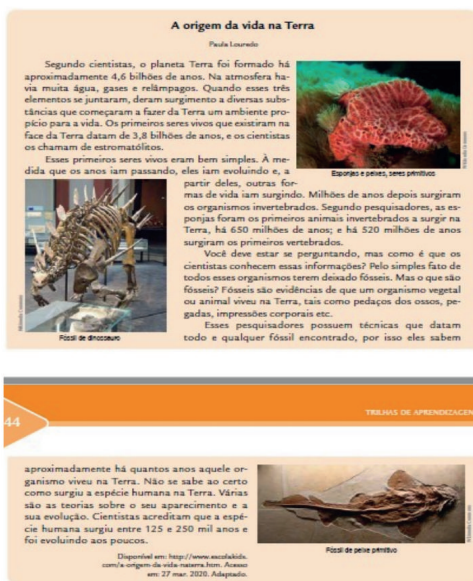 A origem da vida na Terra
Paula Louredo
Segundo cientistas, o planeta Terra foi formado há
aproximadamente 4,6 bilhões de anos. Na atmosfera ha-
via muita água, gases e relâmpagos. Quando esses três
elementos se juntaram, deram surgimento a diversas subs-
tâncias que começaram a fazer da Terra um ambiente pro-
pício para a vida. Os primeiros seres vivos que existiram na
face da Terra datam de 3,8 bilhões de anos, e os cientistas
os chamam de estromatólitos.
Esses primeiros seres vivos eram bem simples. À me-
dida que os anos iam passando, eles iam evoluindo e, a
Esponjas e peixes, seres primitivos
partir deles, outras for-
mas de vida iam surgindo. Milhões de anos depois surgiram
os organismos invertebrados. Segundo pesquisadores, as es-
ponjas foram os primeiros animais invertebrados a surgir na
Terra, há 650 milhões de anos; e há 520 milhões de anos
surgiram os primeiros vertebrados.
Você deve estar se perguntando, mas como é que os
cientistas conhecem essas informações? Pelo simples fato de
todos esses organismos terem deixado fósseis. Mas o que são
fósseis? Fósseis são evidências de que um organismo vegetal
ou animal viveu na Terra, tais como pedaços dos ossos, pe-
gadas, impressões corporais etc.
Fóssil de dinossauro
Esses pesquisadores possuem técnicas que datam
todo e qualquer fóssil encontrado, por isso eles sabem
44
TRILHAS DE APRENDIZAGEN
aproximadamente há quantos anos aquele or-
ganismo viveu na Terra. Não se sabe ao certo
como surgiu a espécie humana na Terra. Várias
são as teorias sobre o seu aparecimento e a
sua evolução. Cientistas acreditam que a espé-
cie humana surgiu entre 125 e 250 mil anos e
foi evoluindo aos poucos.
Fóssil de peixe primitivo
Disponível em: http://www.escolakids.
com/a-origem-da-vida-naterra.htm. Acesso
em: 27 mar. 2020. Adaptado.